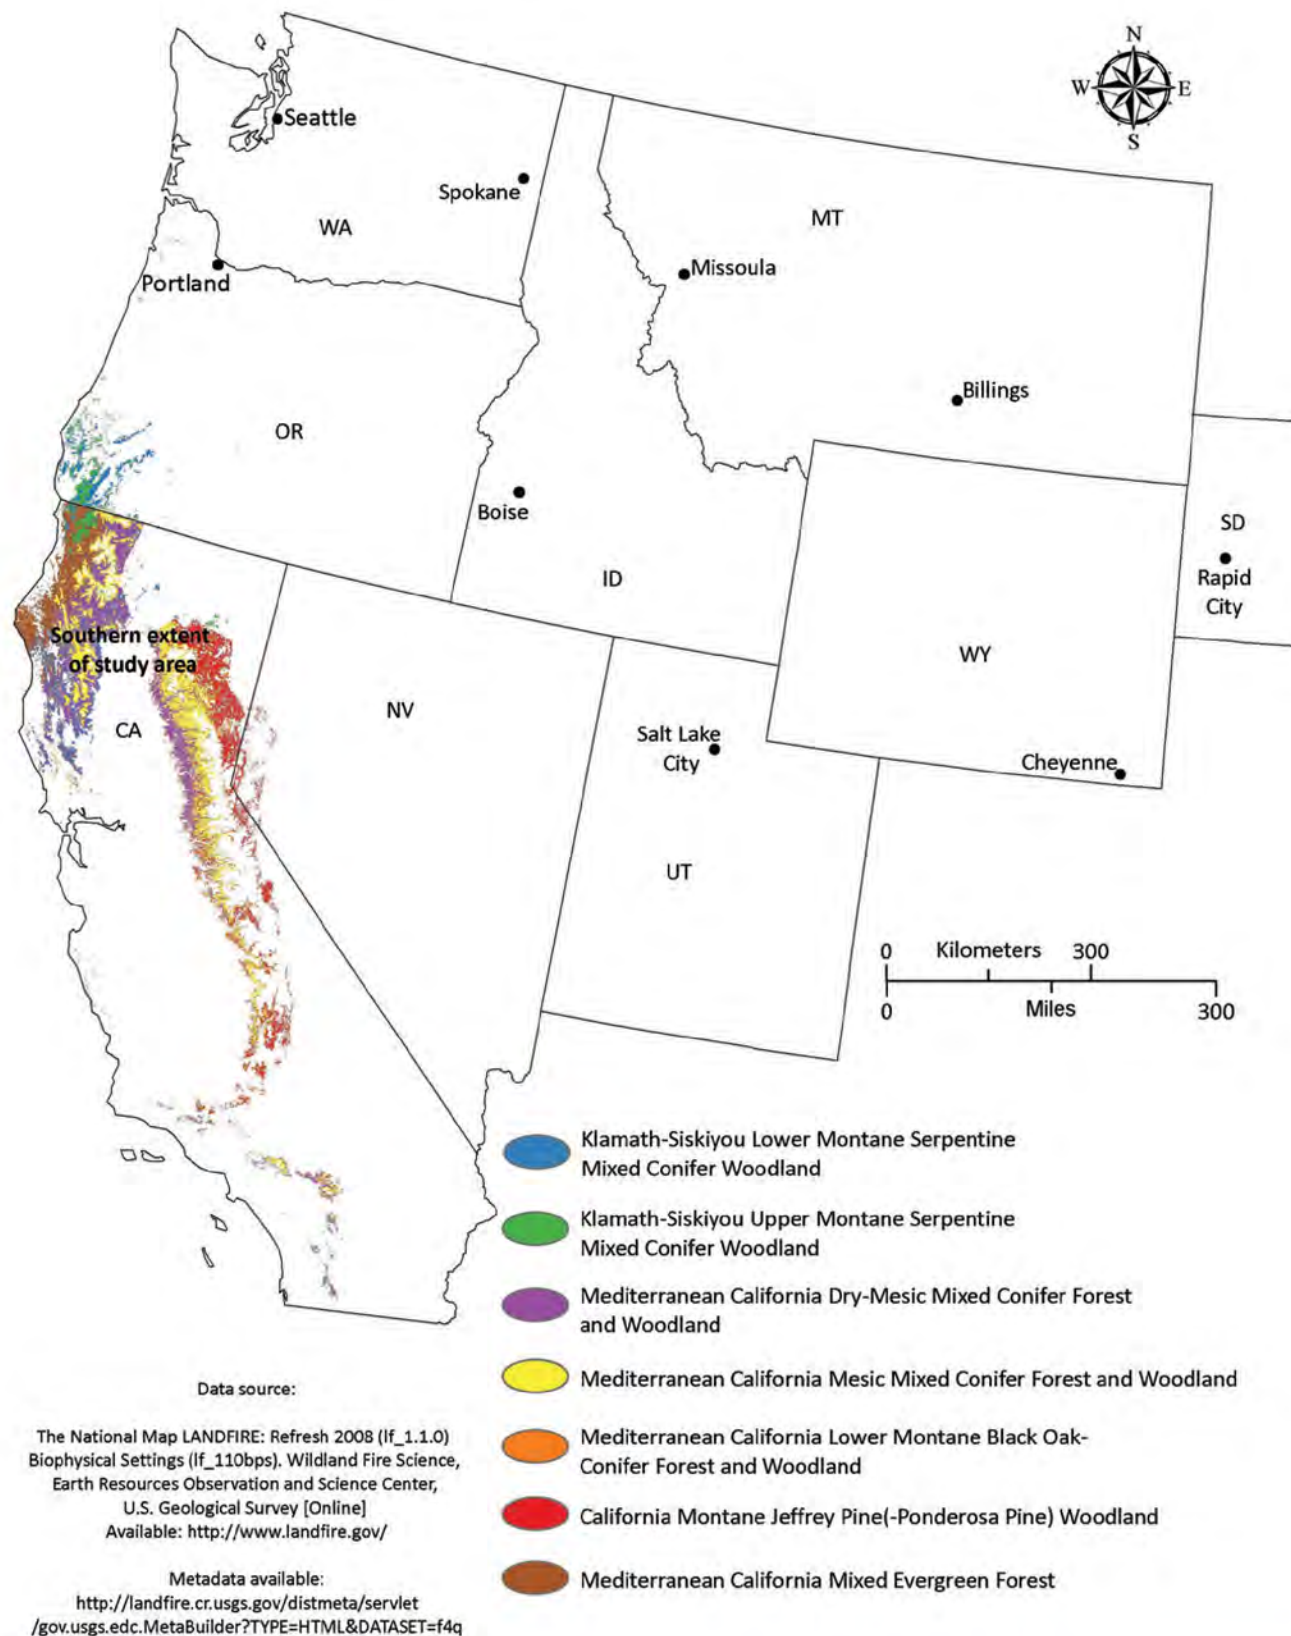 N
W E
S
Seattle
Spokane
WA
MT
Missoula
Portland
Billings
OR
Boise
SD
ID
Rapid
City
Southern extent
of study area
WY
NV
CA
Salt Lake
City
Cheyenne
UT
0 Kilometers 300
0 Miles 300
Klamath-Siskiyou Lower Montane Serpentine
Mixed Conifer Woodland
Klamath-Siskiyou Upper Montane Serpentine
Mixed Conifer Woodland
Mediterranean California Dry-Mesic Mixed Conifer Forest
and Woodland
Mediterranean California Mesic Mixed Conifer Forest and Woodland
Mediterranean California Lower Montane Black Oak-
Conifer Forest and Woodland
California Montane Jeffrey Pine(-Ponderosa Pine) Woodland
Mediterranean California Mixed Evergreen Forest
Data source:
The National Map LANDFIRE: Refresh 2008 (lf_1.1.0)
Biophysical Settings (lf_110bps). Wildland Fire Science,
Earth Resources Observation and Science Center,
U.S. Geological Survey [Online]
Available: http://www.landfire.gov/
Metadata available:
http://landfire.cr.usgs.gov/distmeta/servlet
/gov.usgs.edc.MetaBuilder?TYPE=HTML&DATASET=f4q